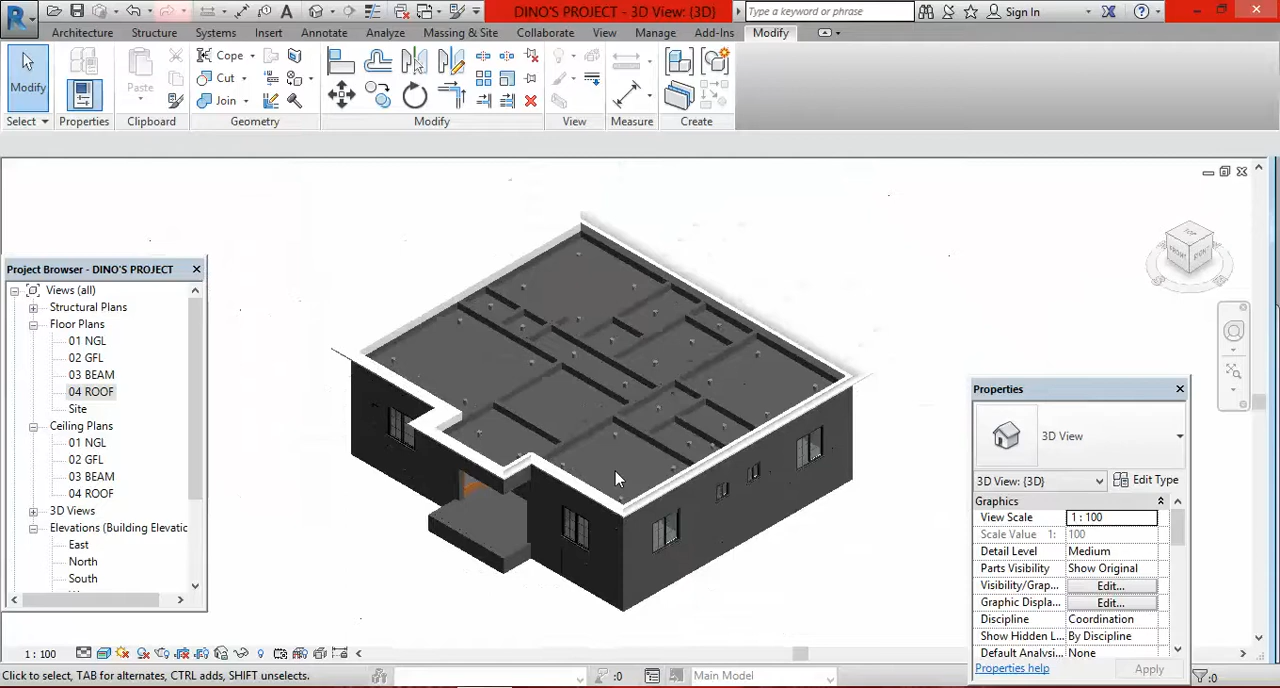 DINO'S PROJECT - 3D View: {3D}
Type a keyword or phrase
Sign In
Architecture Structure Systems Insert Annotate Analyze Massing & Site Collaborate View Manage Add-Ins Modify
Modify
Paste
Cope
Cut
Join
Select Properties Clipboard Geometry Modify View Measure Create
TOP
FRONT
Project Browser - DINO'S PROJECT
Views (all)
Structural Plans
Floor Plans
01 NGL
02 GFL
03 BEAM
04 ROOF
Site
Ceiling Plans
01 NGL
02 GFL
03 BEAM
04 ROOF
3D Views
Elevations (Building Elevatio
East
North
South
Properties
3D View
3D View: {3D}
Edit Type
Graphics
View Scale 1 : 100
Scale Value 1: 100
Detail Level Medium
Parts Visibility Show Original
Visibility/Grap... Edit...
Graphic Displa... Edit...
Discipline Coordination
Show Hidden L... By Discipline
Default Analysi... None
Properties help
Apply
1 : 100
Click to select, TAB for alternates, CTRL adds, SHIFT unselects.
:0
Main Model
:0